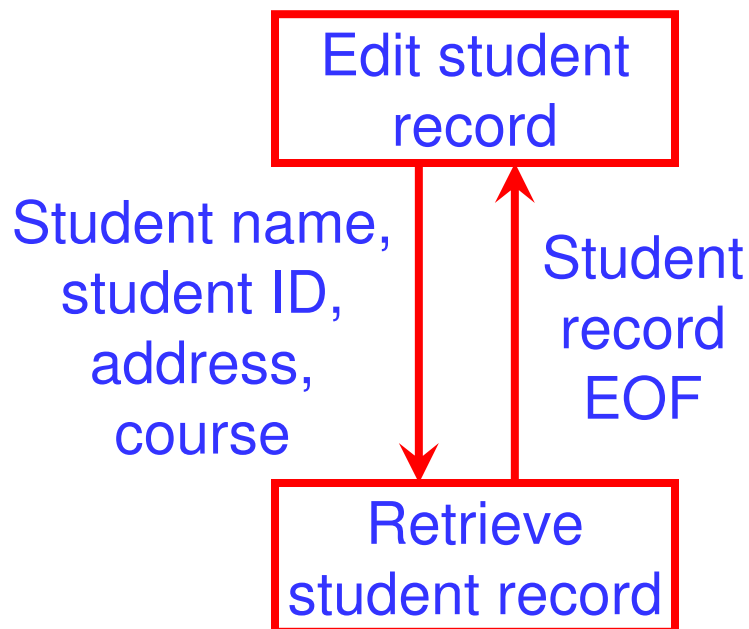 Edit student
record
Student name,
student ID,
address,
course
Student
record
EOF
Retrieve
student record